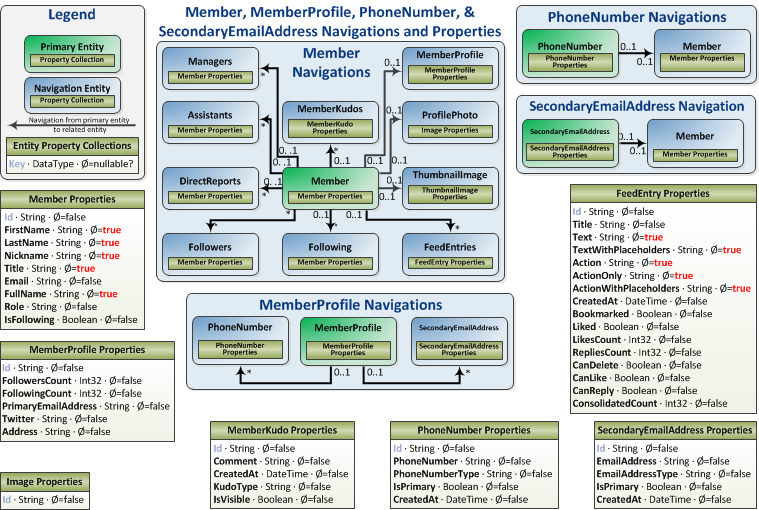 Legend
Primary Entity
Property Collection
Navigation Entity
Property Collection
Navigation from primary entity
to related entity
Entity Property Collections
Key · DataType · Ø=nullable?
Member, MemberProfile, PhoneNumber, &
SecondaryEmailAddress Navigations and Properties
Member
Navigations
Managers
Member Properties
*
Assistants
Member Properties
*
DirectReports
Member Properties
*
MemberKudos
MemberKudo
Properties
*
MemberProfile
MemberProfile
Properties
0..1
ProfilePhoto
Image Properties
0..1
ThumbnailImage
ThumbnailImage
Properties
0..1
Member
Member Properties
0..1
0..1
0..1
0..1
0..1
0..1
0..1
0..1
*
Followers
Member Properties
*
Following
Member Properties
*
FeedEntries
FeedEntry Properties
*
PhoneNumber Navigations
PhoneNumber
PhoneNumber
Properties
0..1
0..1
Member
Member Properties
SecondaryEmailAddress Navigation
SecondaryEmailAddress
SecondaryEmailAddress
Properties
0..1
0..1
Member
Member Properties
Member Properties
Id · String · Ø=false
FirstName · String · Ø=true
LastName · String · Ø=true
Nickname · String · Ø=true
Title · String · Ø=true
Email · String · Ø=false
FullName · String · Ø=true
Role · String · Ø=false
IsFollowing · Boolean · Ø=false
FeedEntry Properties
Id · String · Ø=false
Title · String · Ø=false
Text · String · Ø=true
TextWithPlaceholders · String · Ø=true
Action · String · Ø=true
ActionOnly · String · Ø=true
ActionWithPlaceholders · String · Ø=true
CreatedAt · DateTime · Ø=false
Bookmarked · Boolean · Ø=false
Liked · Boolean · Ø=false
LikesCount · Int32 · Ø=false
RepliesCount · Int32 · Ø=false
CanDelete · Boolean · Ø=false
CanLike · Boolean · Ø=false
CanReply · Boolean · Ø=false
ConsolidatedCount · Int32 · Ø=false
MemberProfile Navigations
PhoneNumber
PhoneNumber
Properties
*
MemberProfile
MemberProfile
Properties
0..1
0..1
SecondaryEmailAddress
SecondaryEmailAddress
Properties
*
MemberProfile Properties
Id · String · Ø=false
FollowersCount · Int32 · Ø=false
FollowingCount · Int32 · Ø=false
PrimaryEmailAddress · String · Ø=false
Twitter · String · Ø=false
Address · String · Ø=false
Image Properties
Id · String · Ø=false
MemberKudo Properties
Id · String · Ø=false
Comment · String · Ø=false
CreatedAt · DateTime · Ø=false
KudoType · String · Ø=false
IsVisible · Boolean · Ø=false
PhoneNumber Properties
Id · String · Ø=false
PhoneNumber · String · Ø=false
PhoneNumberType · String · Ø=false
IsPrimary · Boolean · Ø=false
CreatedAt · DateTime · Ø=false
SecondaryEmailAddress Properties
Id · String · Ø=false
EmailAddress · String · Ø=false
EmailAddressType · String · Ø=false
IsPrimary · Boolean · Ø=false
CreatedAt · DateTime · Ø=false